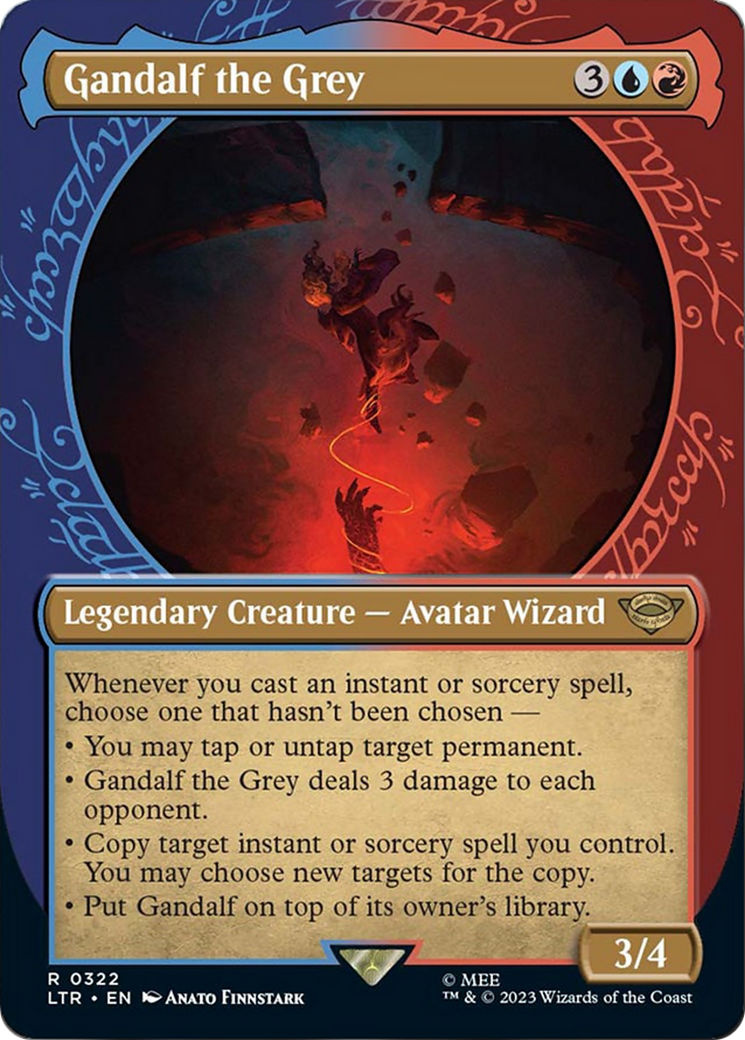 Gandalf the Grey 3
Legendary Creature — Avatar Wizard
Whenever you cast an instant or sorcery spell,
choose one that hasn't been chosen —
• You may tap or untap target permanent.
• Gandalf the Grey deals 3 damage to each
opponent.
• Copy target instant or sorcery spell you control.
You may choose new targets for the copy.
• Put Gandalf on top of its owner's library.
3/4
R 0322
LTR • EN Anato Finnstark
© MEE
™ & © 2023 Wizards of the Coast